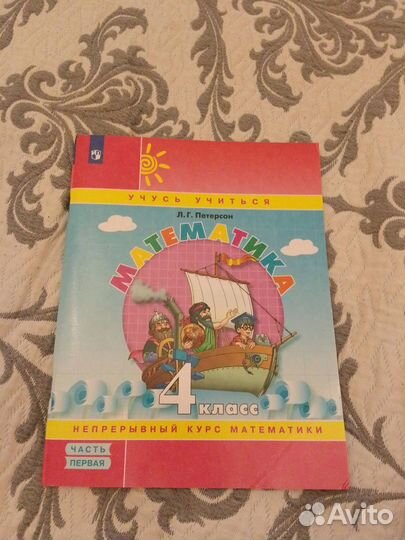 УЧУСЬ УЧИТЬСЯ
Л.Г. Петерсон
МАТЕМАТИКА
4 класс
НЕПРЕРЫВНЫЙ КУРС МАТЕМАТИКИ
ЧАСТЬ
ПЕРВАЯ
Avito